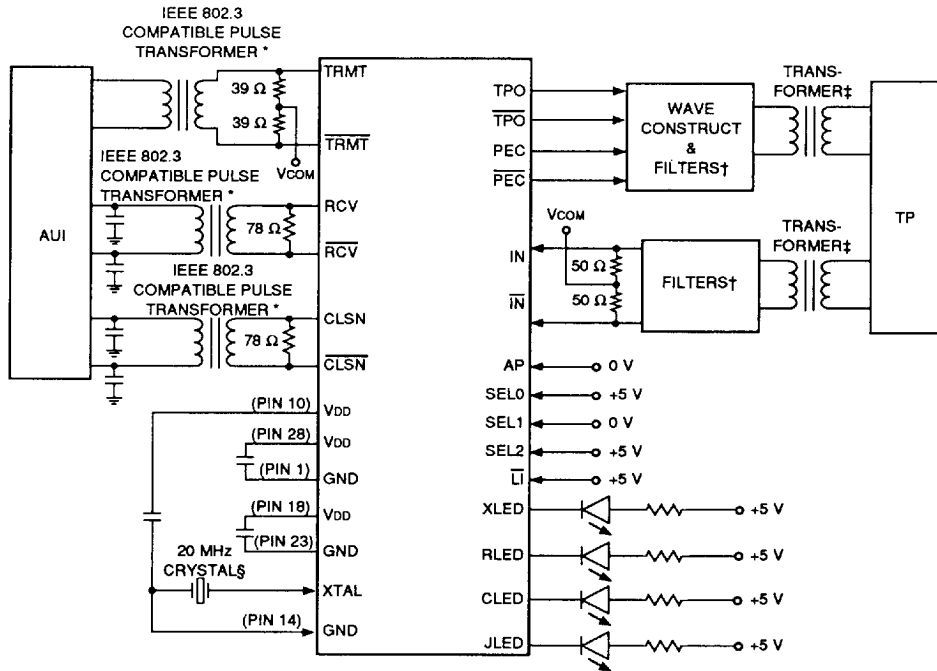 IEEE 802.3
COMPATIBLE PULSE
TRANSFORMER *
AUI
39 Ω
39 Ω
VCOM
TRMT
TRMT
IEEE 802.3
COMPATIBLE PULSE
TRANSFORMER *
78 Ω
RCV
RCV
IEEE 802.3
COMPATIBLE PULSE
TRANSFORMER *
78 Ω
CLSN
CLSN
(PIN 10) VDD
(PIN 28) VDD
(PIN 1) GND
(PIN 18) VDD
(PIN 23) GND
20 MHz
CRYSTAL§
XTAL
(PIN 14) GND
TPO
TPO
PEC
PEC
WAVE
CONSTRUCT
&
FILTERS†
TRANS-
FORMER‡
TP
VCOM
IN
IN
50 Ω
50 Ω
FILTERS†
TRANS-
FORMER‡
AP 0 V
SEL0 +5 V
SEL1 0 V
SEL2 +5 V
LI +5 V
XLED +5 V
RLED +5 V
CLED +5 V
JLED +5 V